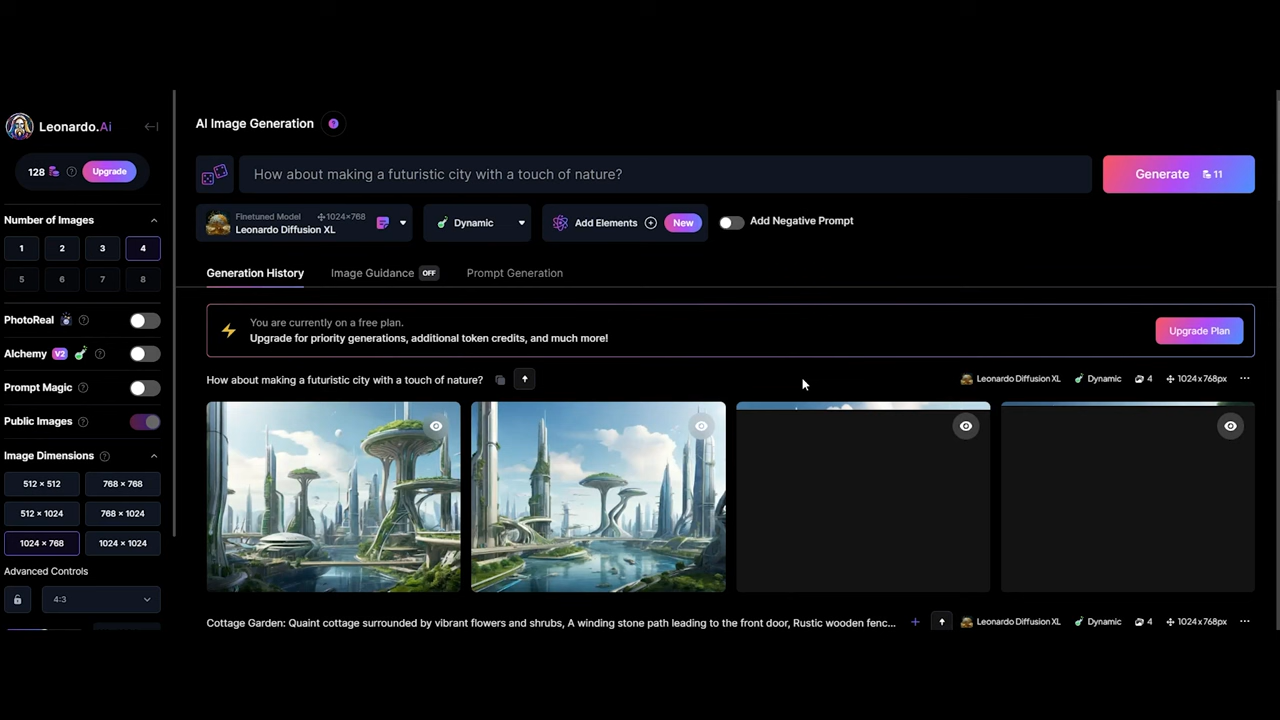 Leonardo.Ai
128 Upgrade
Number of Images
1 2 3 4
5 6 7 8
PhotoReal
Alchemy V2
Prompt Magic
Public Images
Image Dimensions
512 × 512 768 × 768
512 × 1024 768 × 1024
1024 × 768 1024 × 1024
Advanced Controls
4:3
AI Image Generation
How about making a futuristic city with a touch of nature?
Generate 11
Finetuned Model 1024×768
Leonardo Diffusion XL
Dynamic
Add Elements New
Add Negative Prompt
Generation History Image Guidance OFF Prompt Generation
You are currently on a free plan.
Upgrade for priority generations, additional token credits, and much more!
Upgrade Plan
How about making a futuristic city with a touch of nature?
Leonardo Diffusion XL Dynamic 4 1024x768px
Cottage Garden: Quaint cottage surrounded by vibrant flowers and shrubs, A winding stone path leading to the front door, Rustic wooden fenc...
Leonardo Diffusion XL Dynamic 4 1024x768px